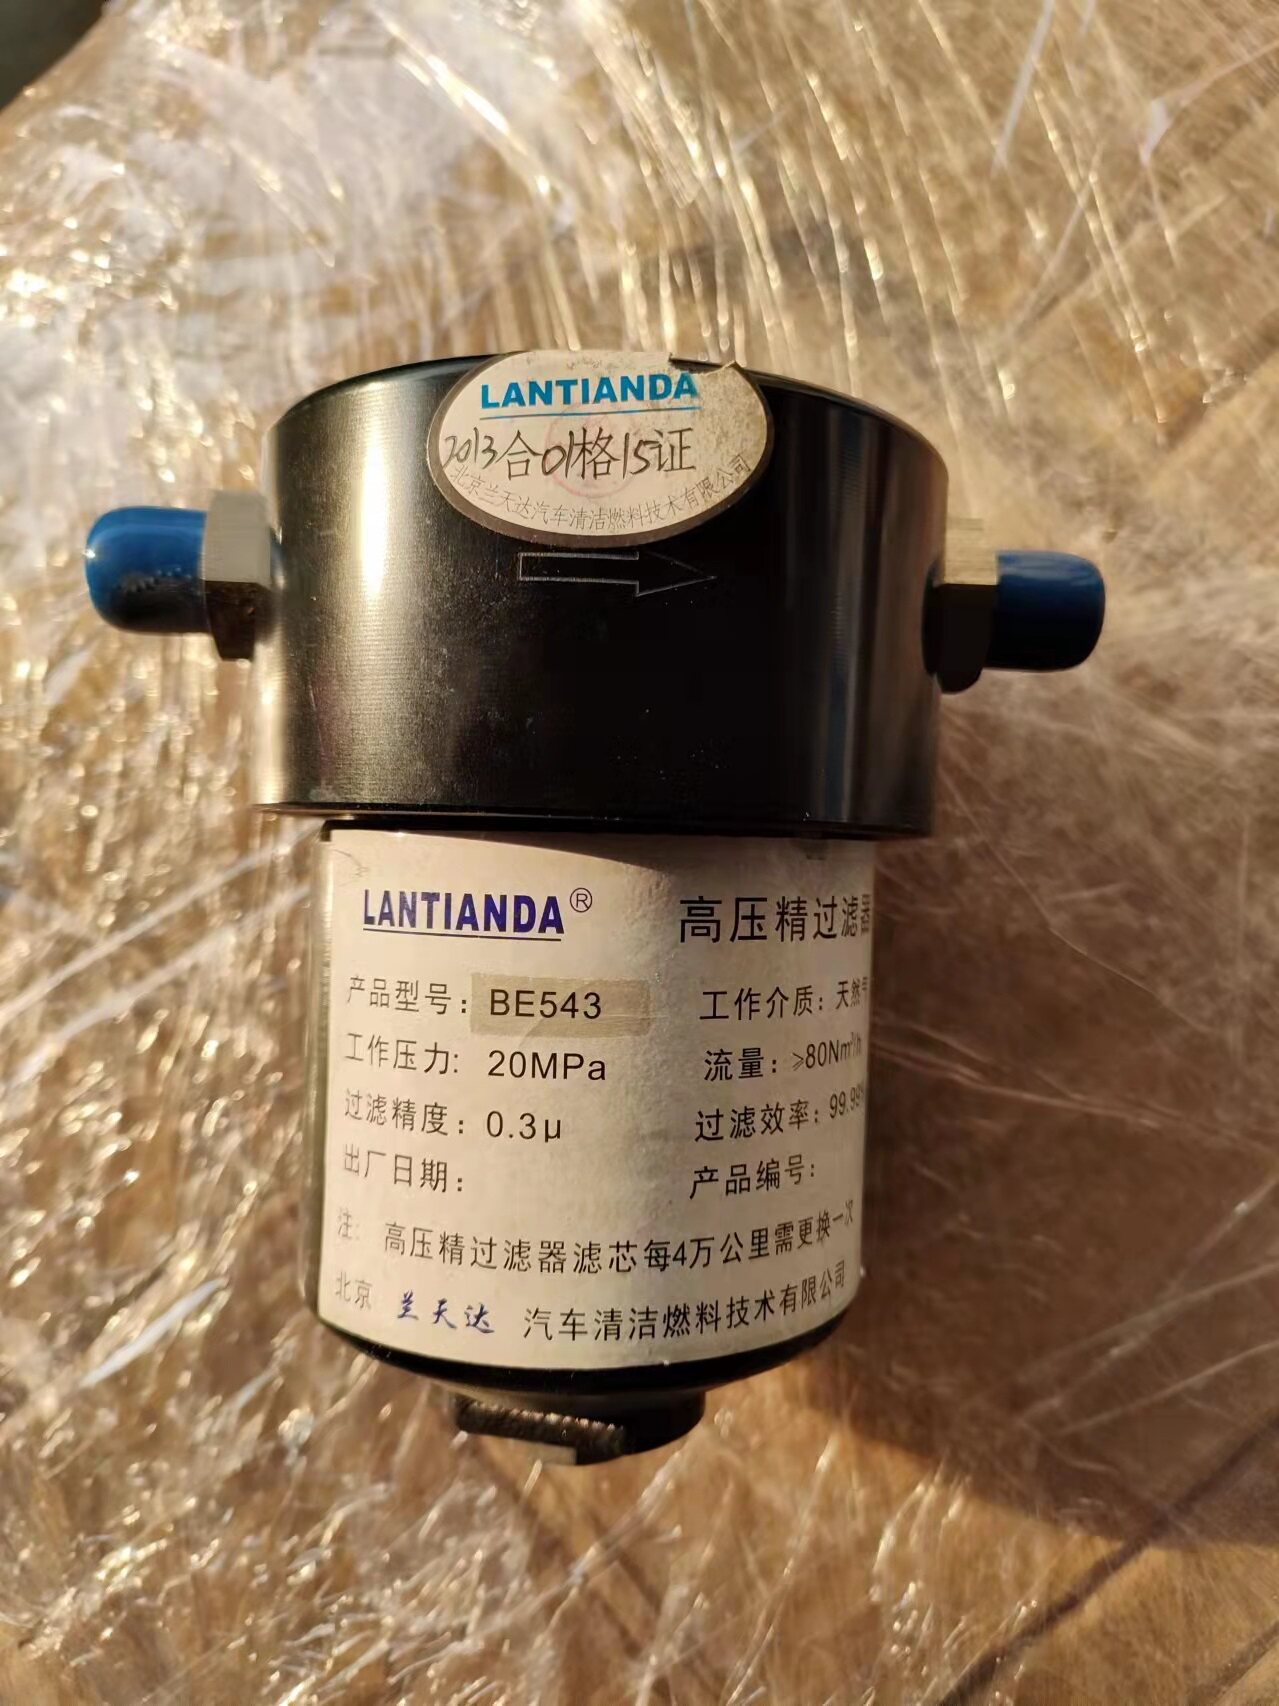 LANTIANDA
2013合01格15证
北京兰天达汽车清洁燃料技术有限公司
LANTIANDA® 高压精过滤器
产品型号：BE543 工作介质：天然气
工作压力: 20MPa 流量：≥80Nm³/h
过滤精度：0.3μ 过滤效率：99.99
出厂日期： 产品编号：
注: 高压精过滤器滤芯每4万公里需更换一次
北京 兰天达 汽车清洁燃料技术有限公司